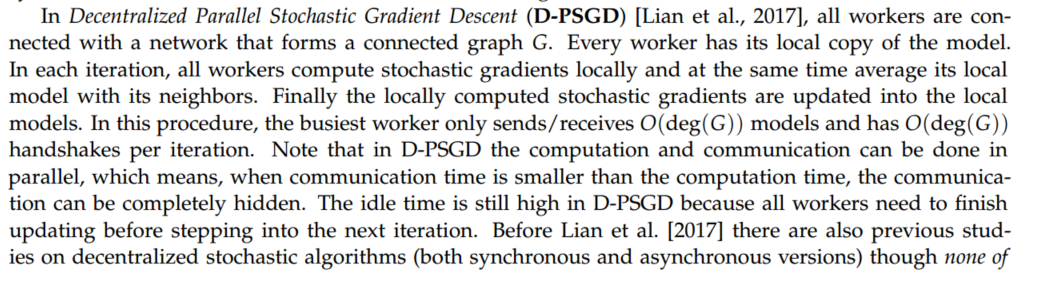 In Decentralized Parallel Stochastic Gradient Descent (D-PSGD) [Lian et al., 2017], all workers are con-
nected with a network that forms a connected graph G. Every worker has its local copy of the model.
In each iteration, all workers compute stochastic gradients locally and at the same time average its local
model with its neighbors. Finally the locally computed stochastic gradients are updated into the local
models. In this procedure, the busiest worker only sends/receives O(deg(G)) models and has O(deg(G))
handshakes per iteration. Note that in D-PSGD the computation and communication can be done in
parallel, which means, when communication time is smaller than the computation time, the communica-
tion can be completely hidden. The idle time is still high in D-PSGD because all workers need to finish
updating before stepping into the next iteration. Before Lian et al. [2017] there are also previous stud-
ies on decentralized stochastic algorithms (both synchronous and asynchronous versions) though none of